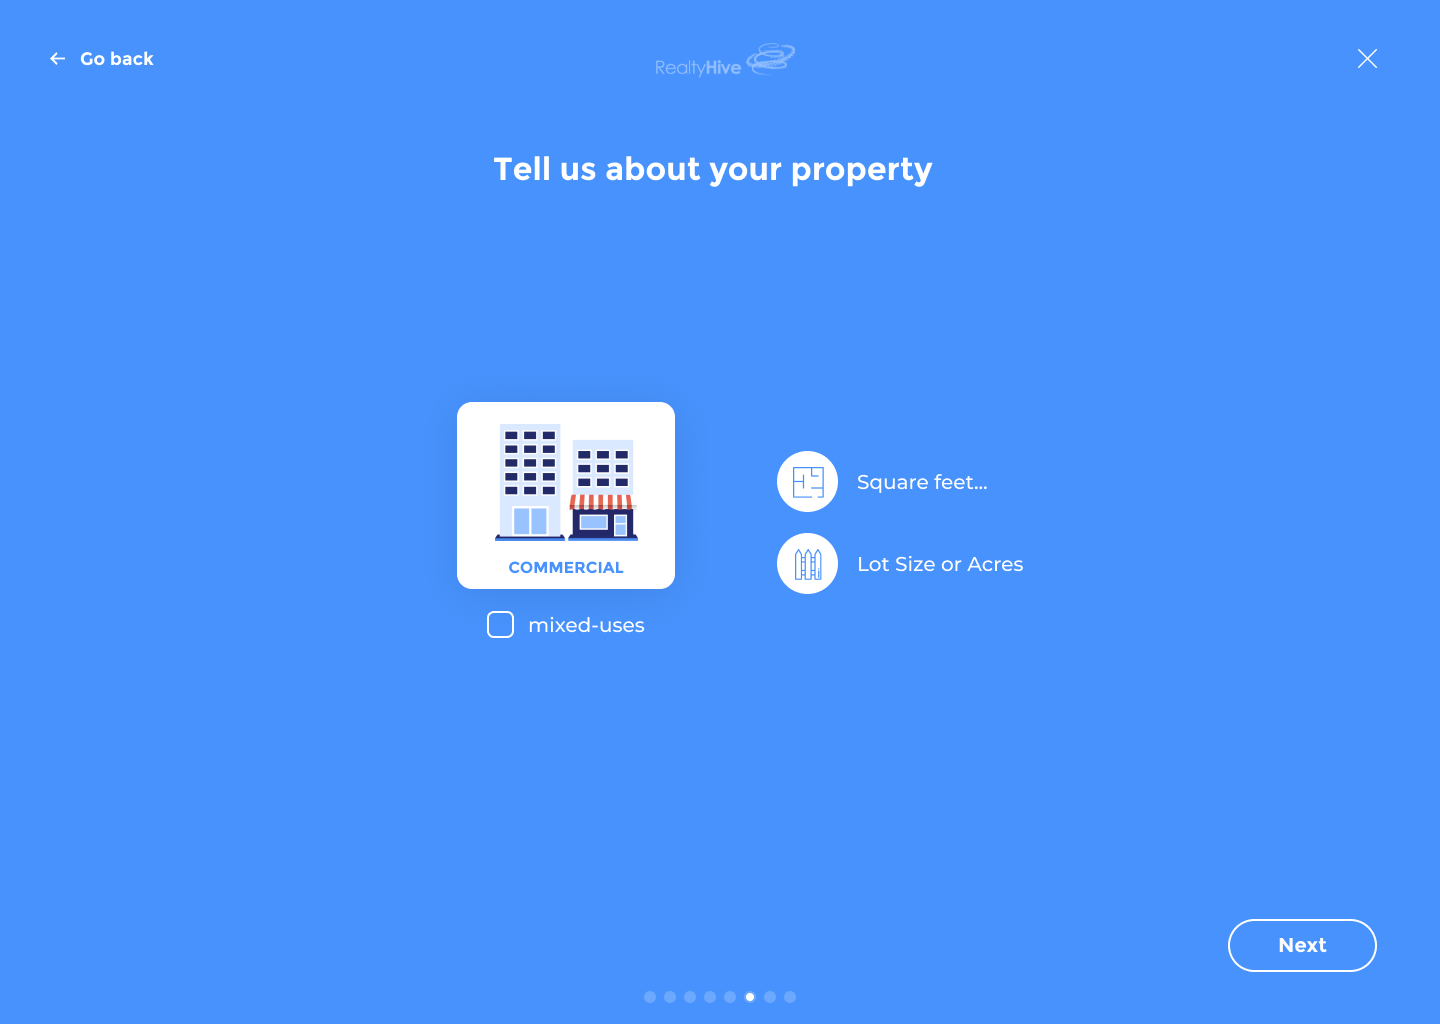 Go back
RealtyHive
Tell us about your property
COMMERCIAL
mixed-uses
Square feet...
Lot Size or Acres
Next